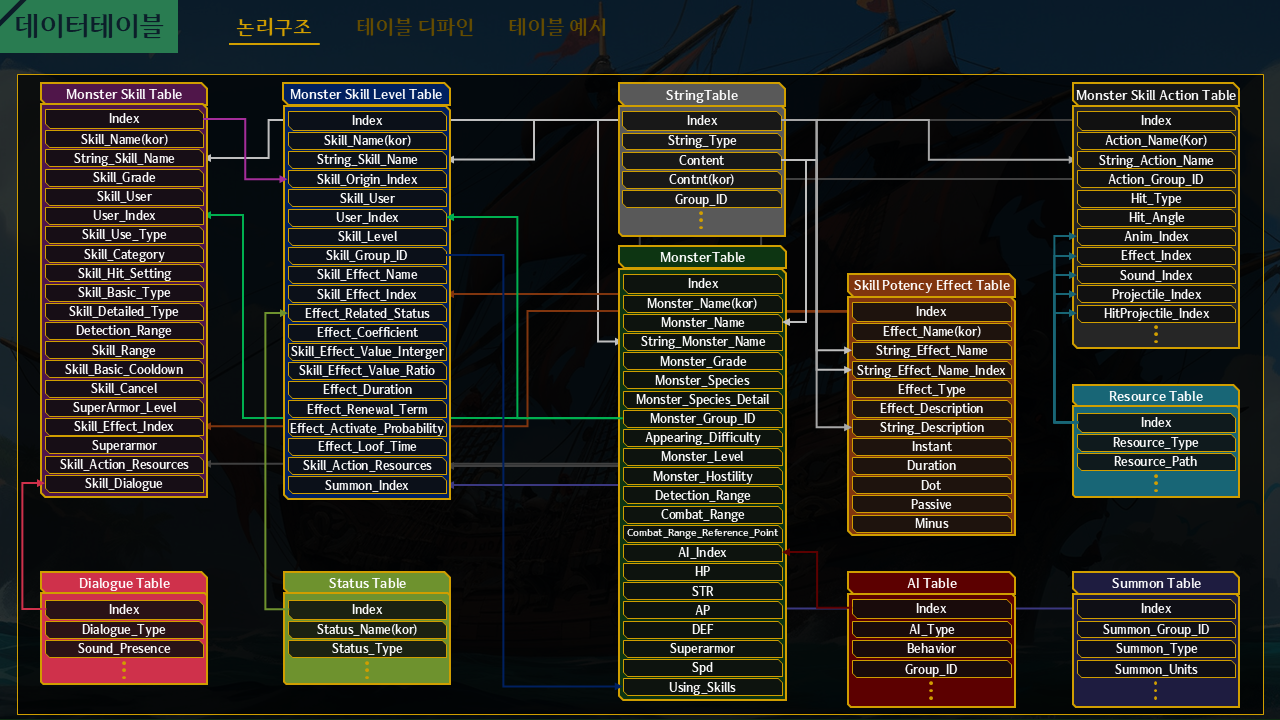 데이터테이블
논리구조
테이블 디파인
테이블 예시
Monster Skill Table
Index
Skill_Name(kor)
String_Skill_Name
Skill_Grade
Skill_User
User_Index
Skill_Use_Type
Skill_Category
Skill_Hit_Setting
Skill_Basic_Type
Skill_Detailed_Type
Detection_Range
Skill_Range
Skill_Basic_Cooldown
Skill_Cancel
SuperArmor_Level
Skill_Effect_Index
Superarmor
Skill_Action_Resources
Skill_Dialogue
Dialogue Table
Index
Dialogue_Type
Sound_Presence
Monster Skill Level Table
Index
Skill_Name(kor)
String_Skill_Name
Skill_Origin_Index
Skill_User
User_Index
Skill_Level
Skill_Group_ID
Skill_Effect_Name
Skill_Effect_Index
Effect_Related_Status
Effect_Coefficient
Skill_Effect_Value_Interger
Skill_Effect_Value_Ratio
Effect_Duration
Effect_Renewal_Term
Effect_Activate_Probability
Effect_Loof_Time
Skill_Action_Resources
Summon_Index
Status Table
Index
Status_Name(kor)
Status_Type
StringTable
Index
String_Type
Content
Contnt(kor)
Group_ID
MonsterTable
Index
Monster_Name(kor)
Monster_Name
String_Monster_Name
Monster_Grade
Monster_Species
Monster_Species_Detail
Monster_Group_ID
Appearing_Difficulty
Monster_Level
Monster_Hostility
Detection_Range
Combat_Range
Combat_Range_Reference_Point
AI_Index
HP
STR
AP
DEF
Superarmor
Spd
Using_Skills
Skill Potency Effect Table
Index
Effect_Name(kor)
String_Effect_Name
String_Effect_Name_Index
Effect_Type
Effect_Description
String_Description
Instant
Duration
Dot
Passive
Minus
AI Table
Index
AI_Type
Behavior
Group_ID
Monster Skill Action Table
Index
Action_Name(Kor)
String_Action_Name
Action_Group_ID
Hit_Type
Hit_Angle
Anim_Index
Effect_Index
Sound_Index
Projectile_Index
HitProjectile_Index
Resource Table
Index
Resource_Type
Resource_Path
Summon Table
Index
Summon_Group_ID
Summon_Type
Summon_Units